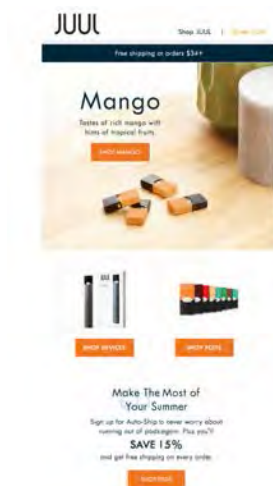 JUUL
Shop JUUL |
Free shipping on orders $34+
Mango
Tastes of rich mango with
hints of tropical fruits.
SHOP MANGO
SHOP DEVICES
SHOP PODS
Make The Most of
Your Summer
Sign up for Auto-Ship to never worry about
running out of again. Plus you'll
SAVE 15%
and get free shipping on every order.
SHOP